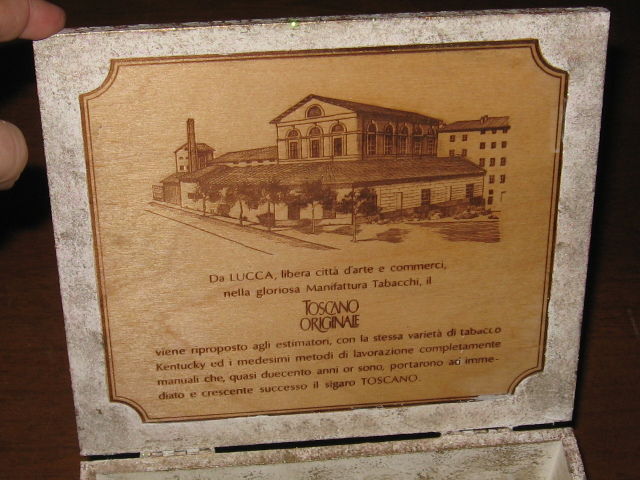 Da LUCCA, libera città d'arte e commerci,
nella gloriosa Manifattura Tabacchi, il
TOSCANO
ORIGINALE
viene riproposto agli estimatori, con la stessa varietà di tabacco
Kentucky ed i medesimi metodi di lavorazione completamente
manuali che, quasi duecento anni or sono, portarono ad imme-
diato e crescente successo il sigaro TOSCANO.